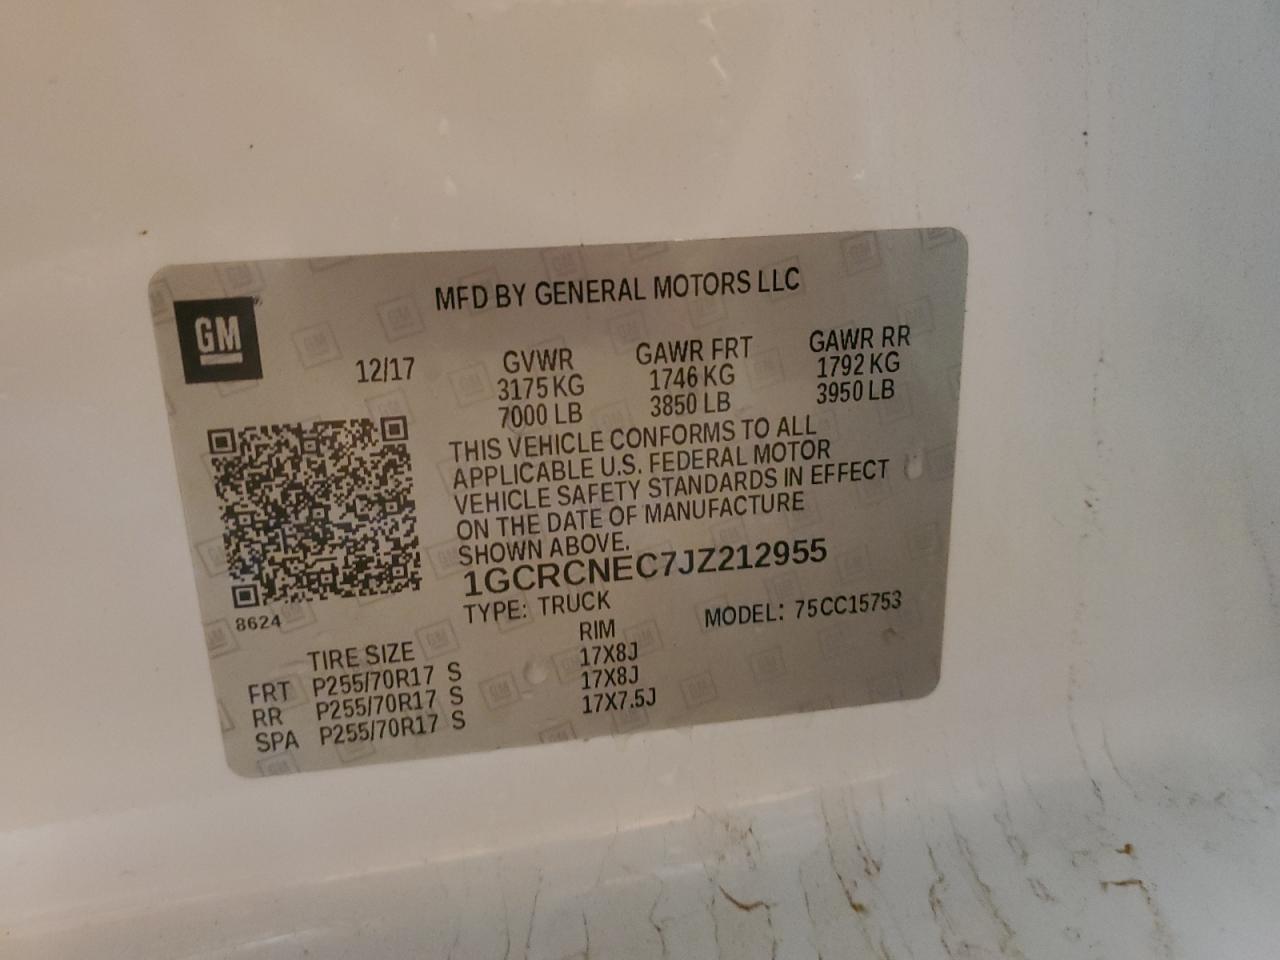 MFD BY GENERAL MOTORS LLC
GM
12/17
GVWR GAWR FRT GAWR RR
3175 KG 1746 KG 1792 KG
7000 LB 3850 LB 3950 LB
THIS VEHICLE CONFORMS TO ALL
APPLICABLE U.S. FEDERAL MOTOR
VEHICLE SAFETY STANDARDS IN EFFECT
ON THE DATE OF MANUFACTURE
SHOWN ABOVE.
1GCRCNEC7JZ212955
8624
TYPE: TRUCK MODEL: 75CC15753
TIRE SIZE RIM
FRT P255/70R17 S 17X8J
RR P255/70R17 S 17X8J
SPA P255/70R17 S 17X7.5J